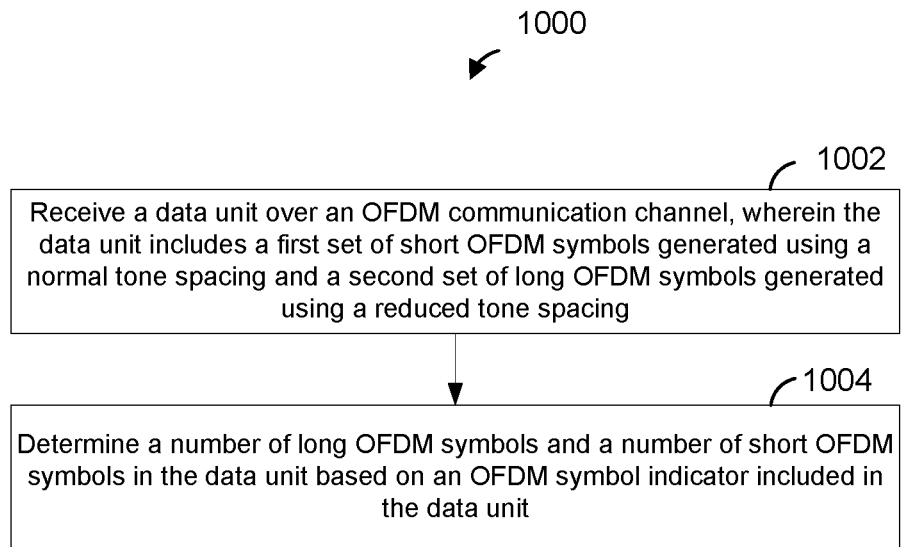 1000
1002
Receive a data unit over an OFDM communication channel, wherein the
data unit includes a first set of short OFDM symbols generated using a
normal tone spacing and a second set of long OFDM symbols generated
using a reduced tone spacing
1004
Determine a number of long OFDM symbols and a number of short OFDM
symbols in the data unit based on an OFDM symbol indicator included in
the data unit